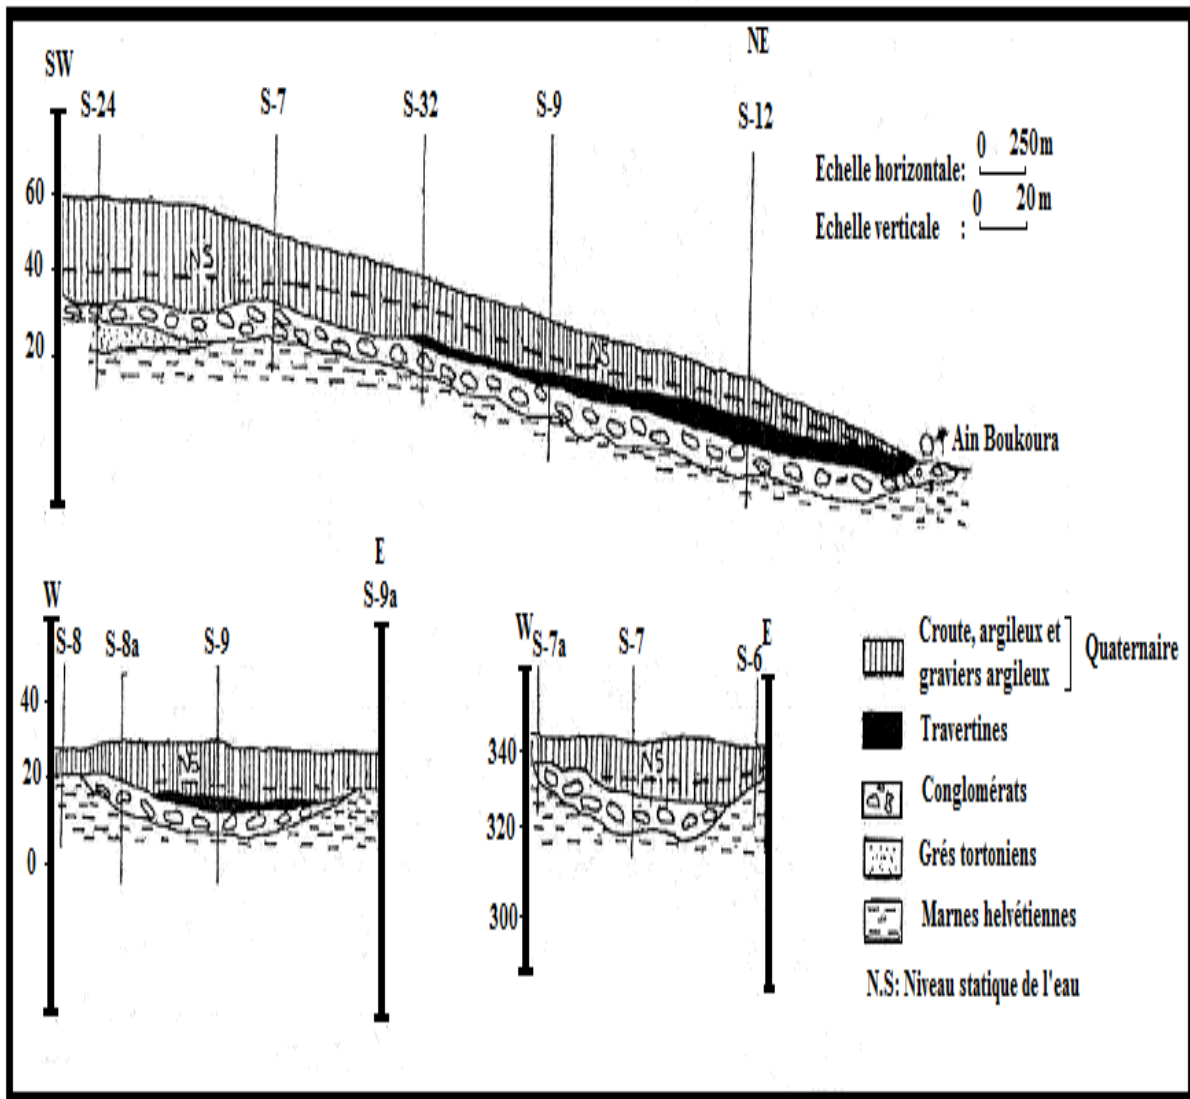 SW
NE
S-24
S-7
S-32
S-9
S-12
60
40
20
NS
NS
Echelle horizontale: 0 250m
Echelle verticale : 0 20m
Ain Boukoura
W
E
S-9a
S-8
S-8a
S-9
40
20
0
NS
W
E
S-7a
S-7
S-6
340
320
300
NS
Croute, argileux et
graviers argileux
Quaternaire
Travertines
Conglomérats
Grés tortoniens
Marnes helvétiennes
N.S: Niveau statique de l'eau